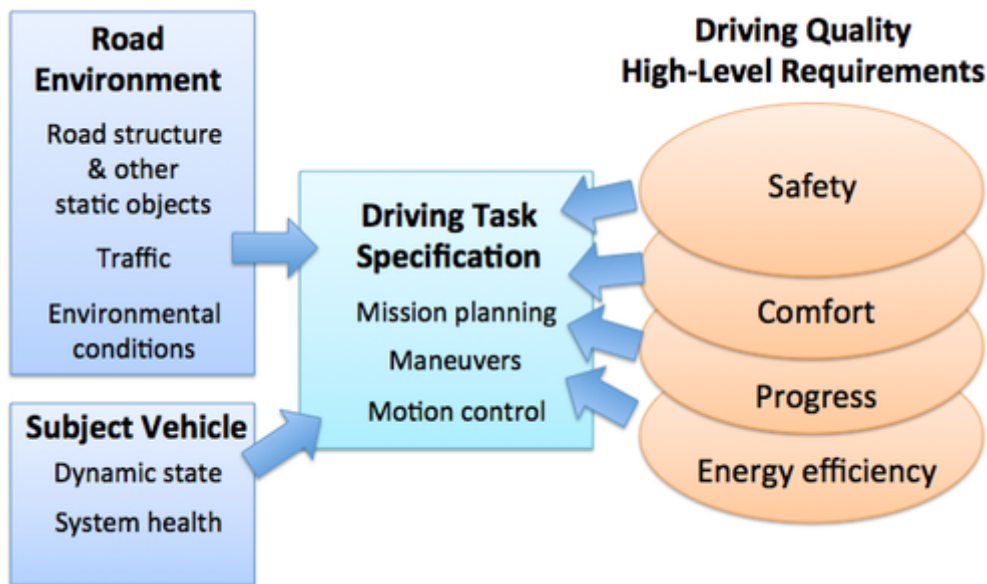 Road
Environment
Road structure
& other
static objects
Traffic
Environmental
conditions
Subject Vehicle
Dynamic state
System health
Driving Task
Specification
Mission planning
Maneuvers
Motion control
Driving Quality
High-Level Requirements
Safety
Comfort
Progress
Energy efficiency